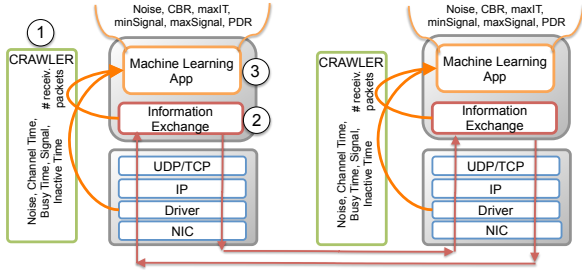 Noise, CBR, maxIT,
minSignal, maxSignal, PDR
1
CRAWLER
# receiv.
packets
Noise, Channel Time,
Busy Time, Signal,
Inactive Time
Machine Learning
App
3
Information
Exchange
2
UDP/TCP
IP
Driver
NIC
Noise, CBR, maxIT,
minSignal, maxSignal, PDR
CRAWLER
# receiv.
packets
Noise, Channel Time,
Busy Time, Signal,
Inactive Time
Machine Learning
App
Information
Exchange
UDP/TCP
IP
Driver
NIC